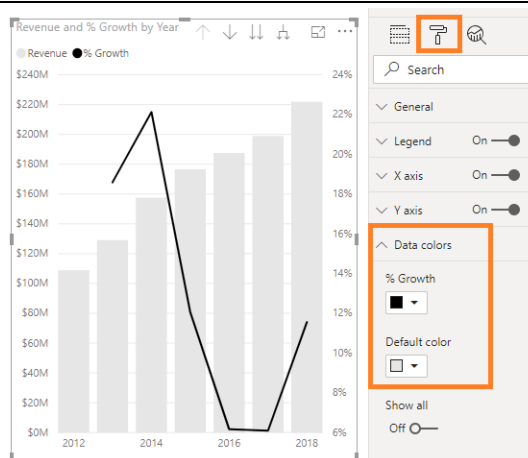 Revenue and % Growth by Year
Revenue % Growth
$240M
$220M
$200M
$180M
$160M
$140M
$120M
$100M
$80M
$60M
$40M
$20M
$0M
24%
22%
20%
18%
16%
14%
12%
10%
8%
6%
2012 2014 2016 2018
Search
General
Legend On
X axis On
Y axis On
Data colors
% Growth
Default color
Show all
Off